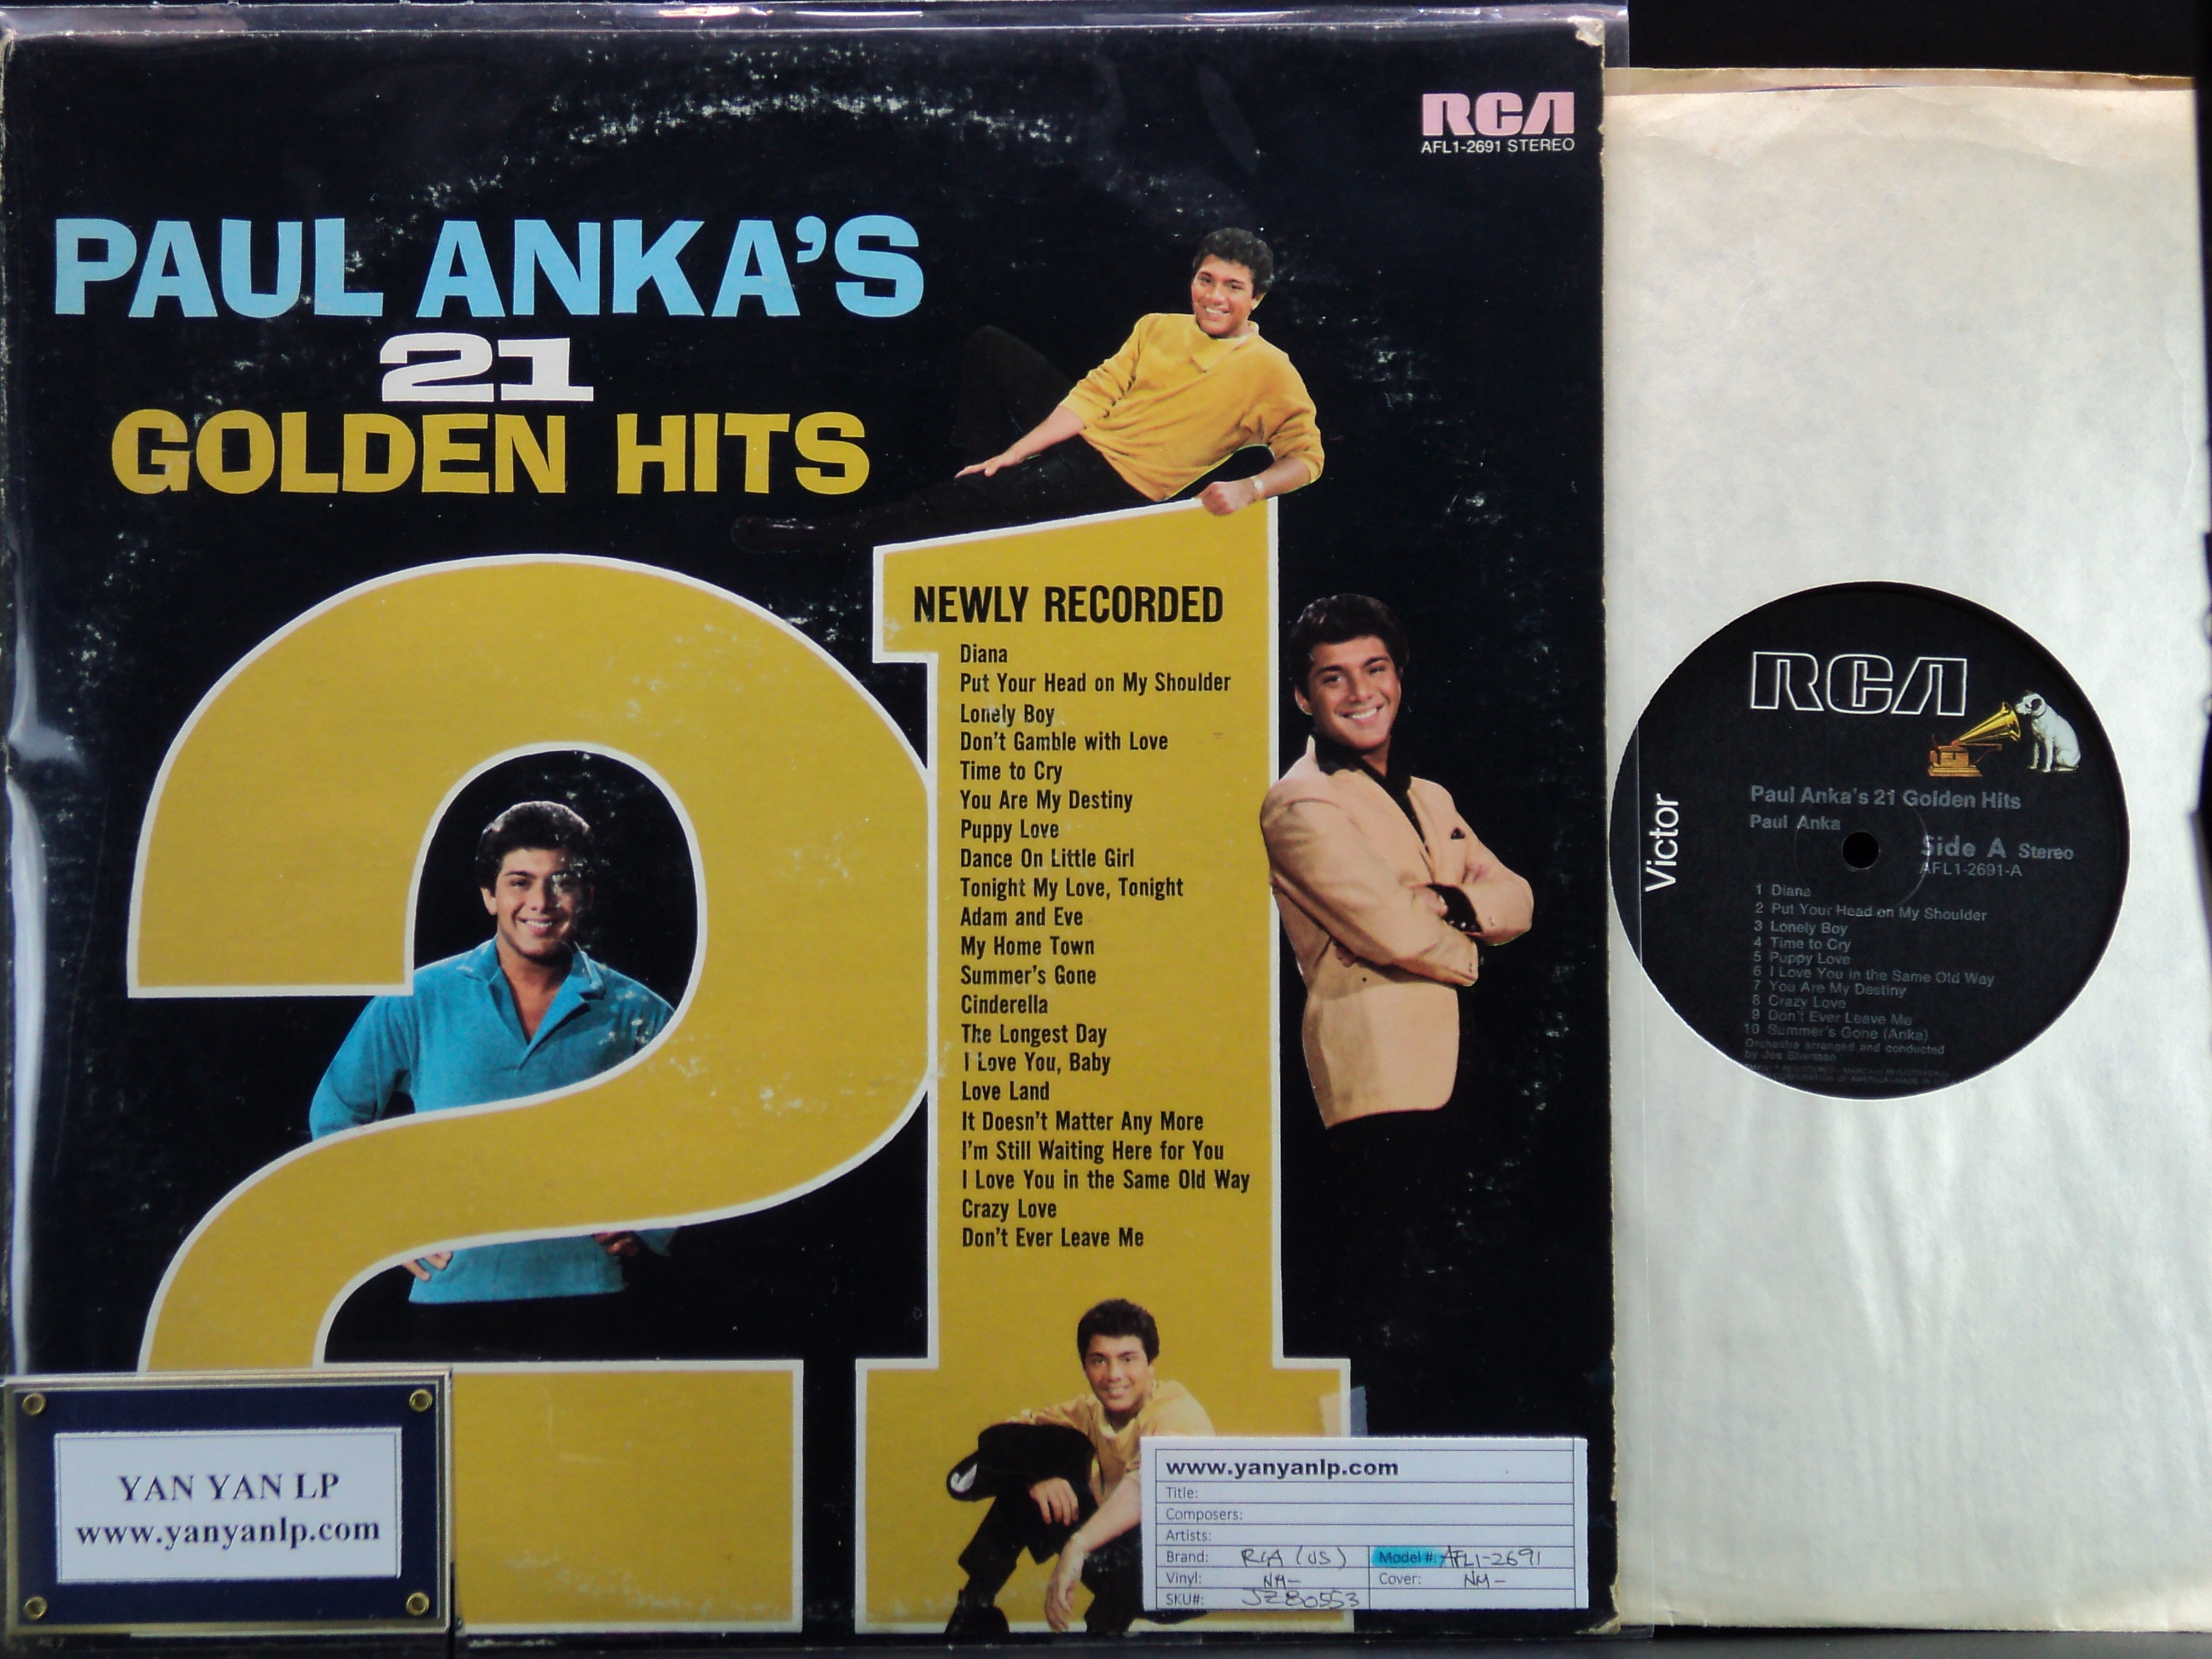 RCA
AFL1-2691 STEREO
PAUL ANKA'S
21
GOLDEN HITS
21
NEWLY RECORDED
Diana
Put Your Head on My Shoulder
Lonely Boy
Don't Gamble with Love
Time to Cry
You Are My Destiny
Puppy Love
Dance On Little Girl
Tonight My Love, Tonight
Adam and Eve
My Home Town
Summer's Gone
Cinderella
The Longest Day
I Love You, Baby
Love Land
It Doesn't Matter Any More
I'm Still Waiting Here for You
I Love You in the Same Old Way
Crazy Love
Don't Ever Leave Me
YAN YAN LP
www.yanyanlp.com
www.yanyanlp.com
Title:
Composers:
Artists:
Brand: RCA (US) Model #: AFL1-2691
Vinyl: NM- Cover: NM-
SKU#: JZ80553
RCA
Victor
Paul Anka's 21 Golden Hits
Paul Anka
Side A Stereo
AFL1-2691-A
1 Diana
2 Put Your Head on My Shoulder
3 Lonely Boy
4 Time to Cry
5 Puppy Love
6 I Love You in the Same Old Way
7 You Are My Destiny
8 Crazy Love
9 Don't Ever Leave Me
10 Summer's Gone (Anka)
Orchestra arranged and conducted
by Joe Sherman